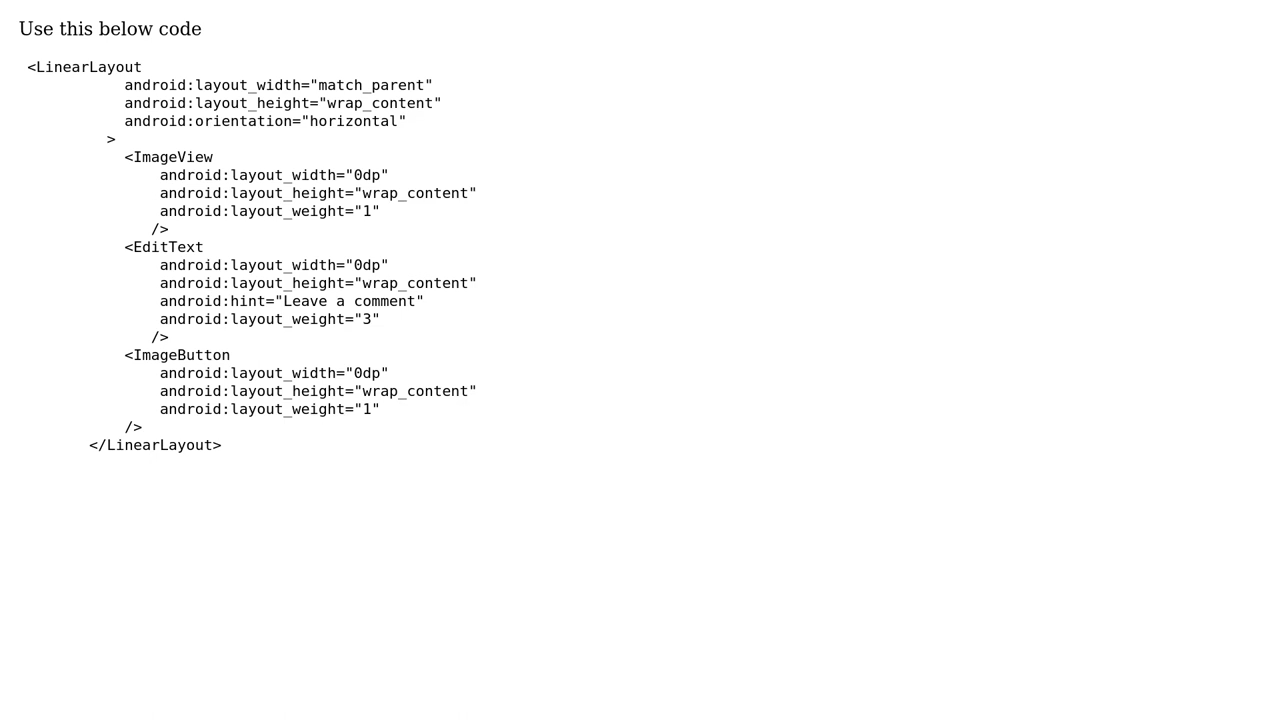 Use this below code
<LinearLayout
android:layout_width="match_parent"
android:layout_height="wrap_content"
android:orientation="horizontal"
>
<ImageView
android:layout_width="0dp"
android:layout_height="wrap_content"
android:layout_weight="1"
/>
<EditText
android:layout_width="0dp"
android:layout_height="wrap_content"
android:hint="Leave a comment"
android:layout_weight="3"
/>
<ImageButton
android:layout_width="0dp"
android:layout_height="wrap_content"
android:layout_weight="1"
/>
</LinearLayout>